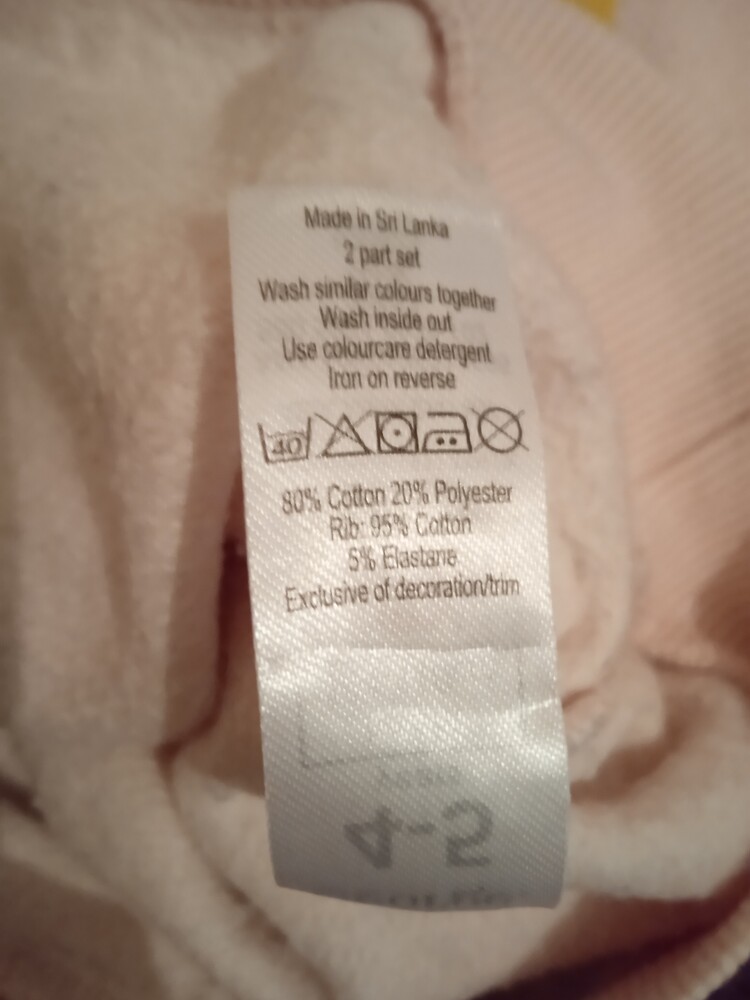 Made in Sri Lanka
2 part set
Wash similar colours together
Wash inside out
Use colourcare detergent
Iron on reverse
40
80% Cotton 20% Polyester
Rib: 95% Cotton
5% Elastane
Exclusive of decoration/trim
4-5